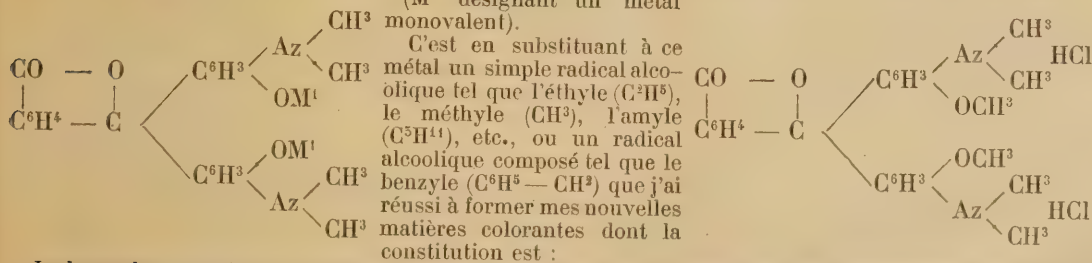 (M désignant un métal
monovalent).
C'est en substituant à ce
métal un simple radical alco-
olique tel que l'éthyle (C²H⁵),
le méthyle (CH³), l'amyle
(C⁵H¹¹), etc., ou un radical
alcoolique composé tel que le
benzyle (C⁶H⁵ — CH²) que j'ai
réussi à former mes nouvelles
matières colorantes dont la
constitution est :
CH³
Az
CH³
CO — O
C⁶H³
OM¹
C⁶H⁴ — C
OM¹
C⁶H³
CH³
Az
CH³
CH³
Az
HCl
CH³
CO — O
C⁶H³
OCH³
C⁶H⁴ — C
OCH³
C⁶H³
CH³
Az
HCl
CH³